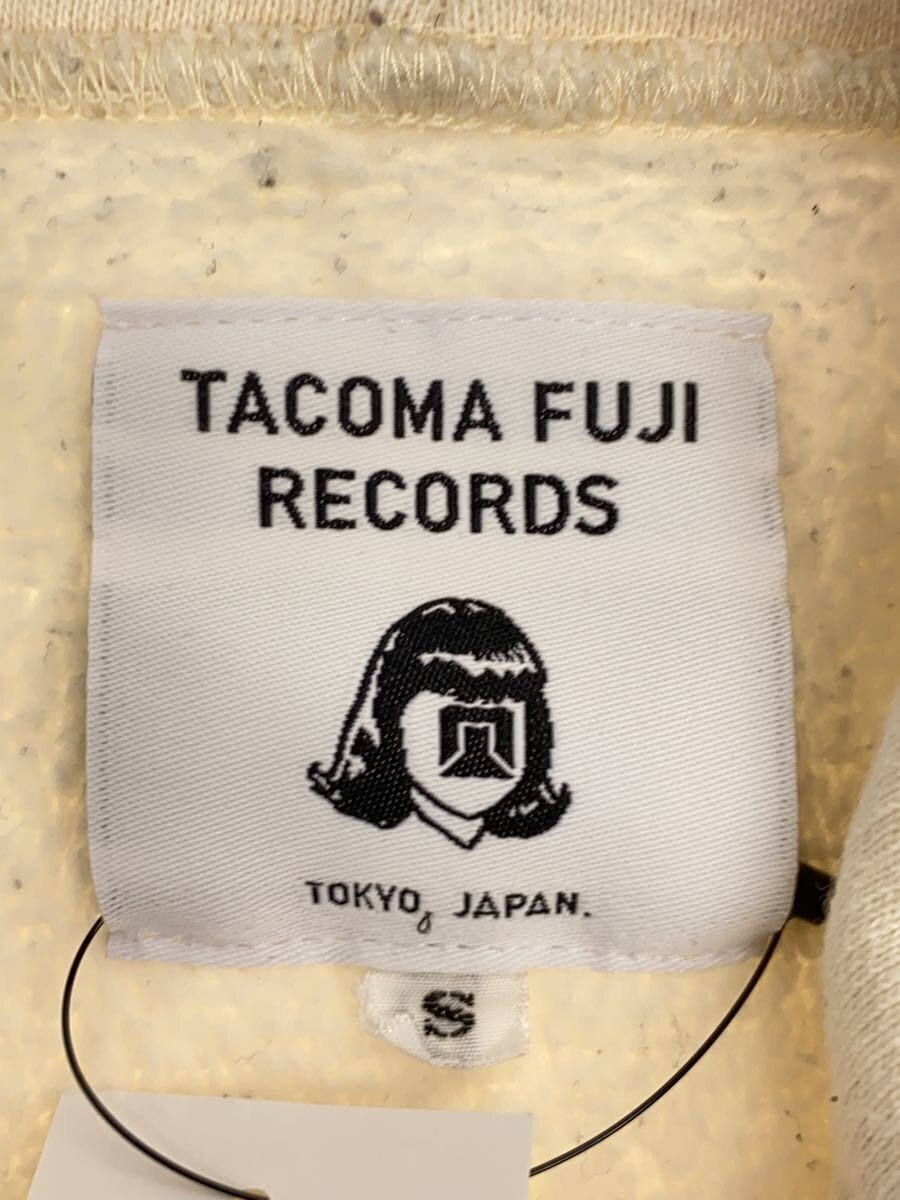 TACOMA FUJI
RECORDS
TOKYO, JAPAN.
S